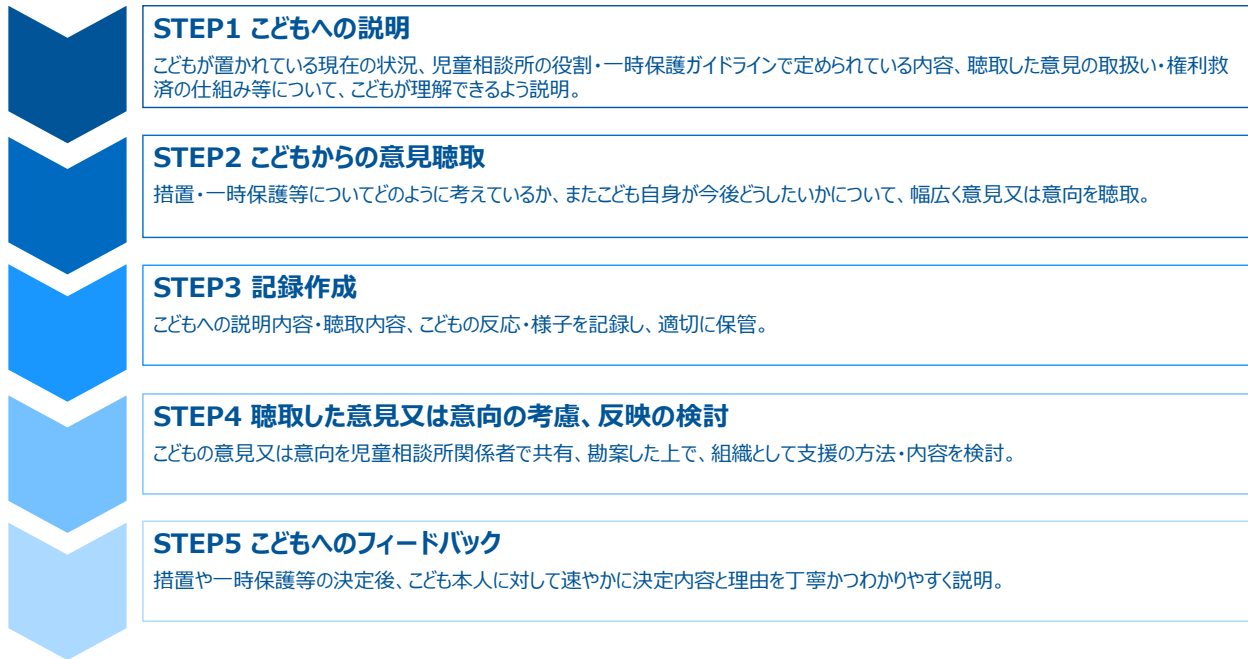 STEP1 こどもへの説明
こどもが置かれている現在の状況、児童相談所の役割・一時保護ガイドラインで定められている内容、聴取した意見の取扱い・権利救
済の仕組み等について、こどもが理解できるよう説明。
STEP2 こどもからの意見聴取
措置・一時保護等についてどのように考えているか、またこども自身が今後どうしたいかについて、幅広く意見又は意向を聴取。
STEP3 記録作成
こどもへの説明内容・聴取内容、こどもの反応・様子を記録し、適切に保管。
STEP4 聴取した意見又は意向の考慮、反映の検討
こどもの意見又は意向を児童相談所関係者で共有、勘案した上で、組織として支援の方法・内容を検討。
STEP5 こどもへのフィードバック
措置や一時保護等の決定後、こども本人に対して速やかに決定内容と理由を丁寧かつわかりやすく説明。